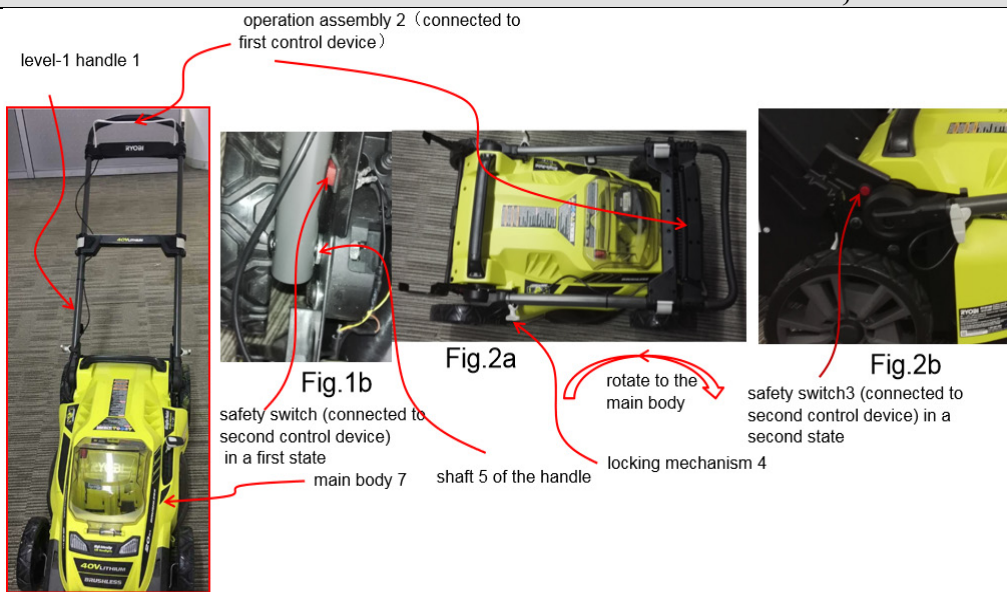 operation assembly 2（connected to
first control device）
level-1 handle 1
RYOBI
40VLITHIUM
40VLITHIUM
BRUSHLESS
Fig.1b
Fig.2a
Fig.2b
safety switch (connected to
second control device)
in a first state
main body 7
shaft 5 of the handle
rotate to the
main body
locking mechanism 4
safety switch3 (connected to
second control device) in a
second state
RYOBI